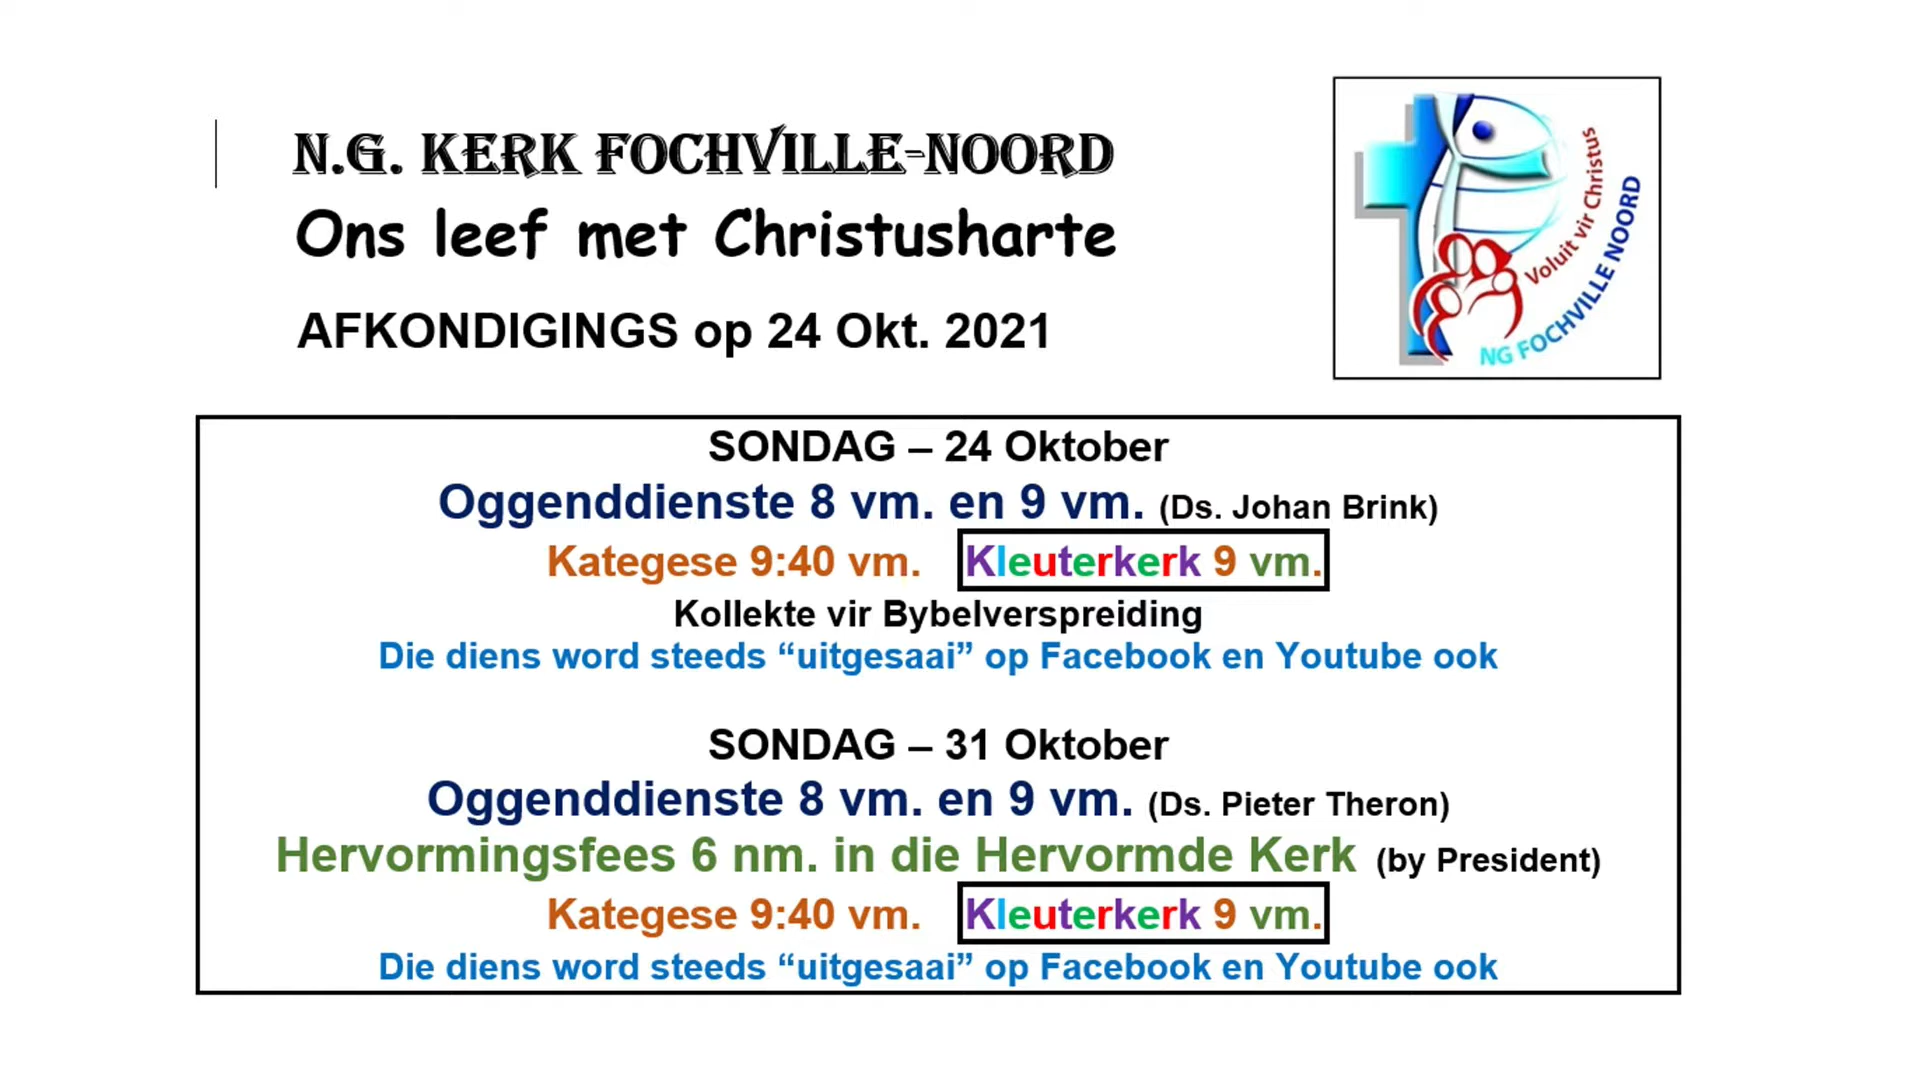 N.G. KERK FOCHVILLE-NOORD
Ons leef met Christusharte
AFKONDIGINGS op 24 Okt. 2021
Voluit vir Christus
NG FOCHVILLE NOORD
SONDAG – 24 Oktober
Oggenddienste 8 vm. en 9 vm. (Ds. Johan Brink)
Kategese 9:40 vm. Kleuterkerk 9 vm.
Kollekte vir Bybelverspreiding
Die diens word steeds “uitgesaai” op Facebook en Youtube ook
SONDAG – 31 Oktober
Oggenddienste 8 vm. en 9 vm. (Ds. Pieter Theron)
Hervormingsfees 6 nm. in die Hervormde Kerk (by President)
Kategese 9:40 vm. Kleuterkerk 9 vm.
Die diens word steeds “uitgesaai” op Facebook en Youtube ook